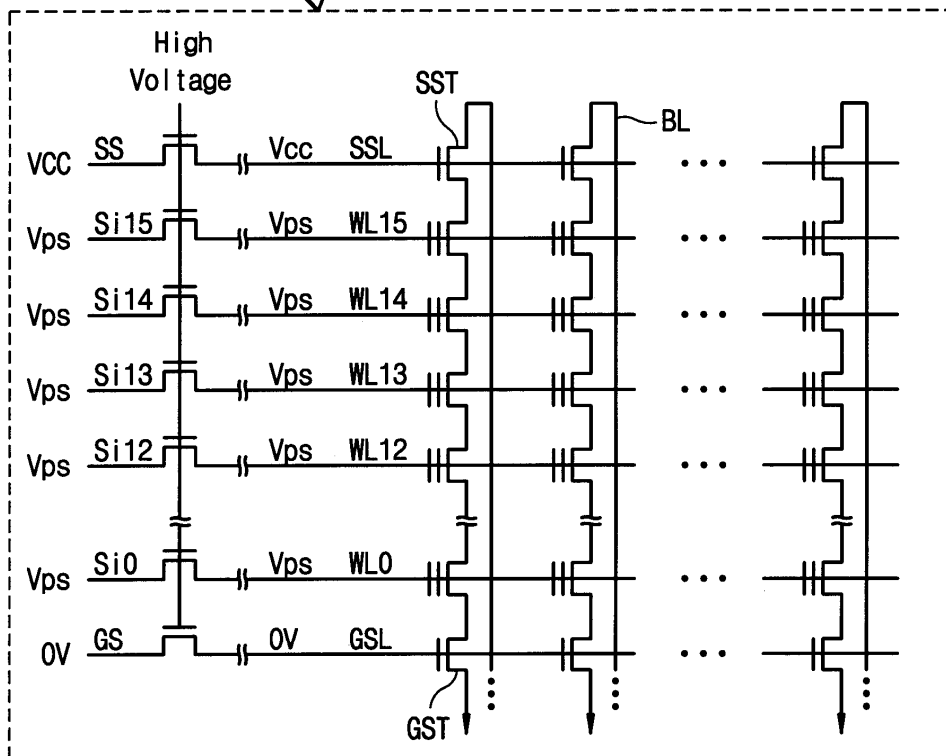 High
Voltage
SST
BL
VCC SS Vcc SSL
Vps Si15 Vps WL15
Vps Si14 Vps WL14
Vps Si13 Vps WL13
Vps Si12 Vps WL12
Vps Si0 Vps WL0
0V GS 0V GSL
GST